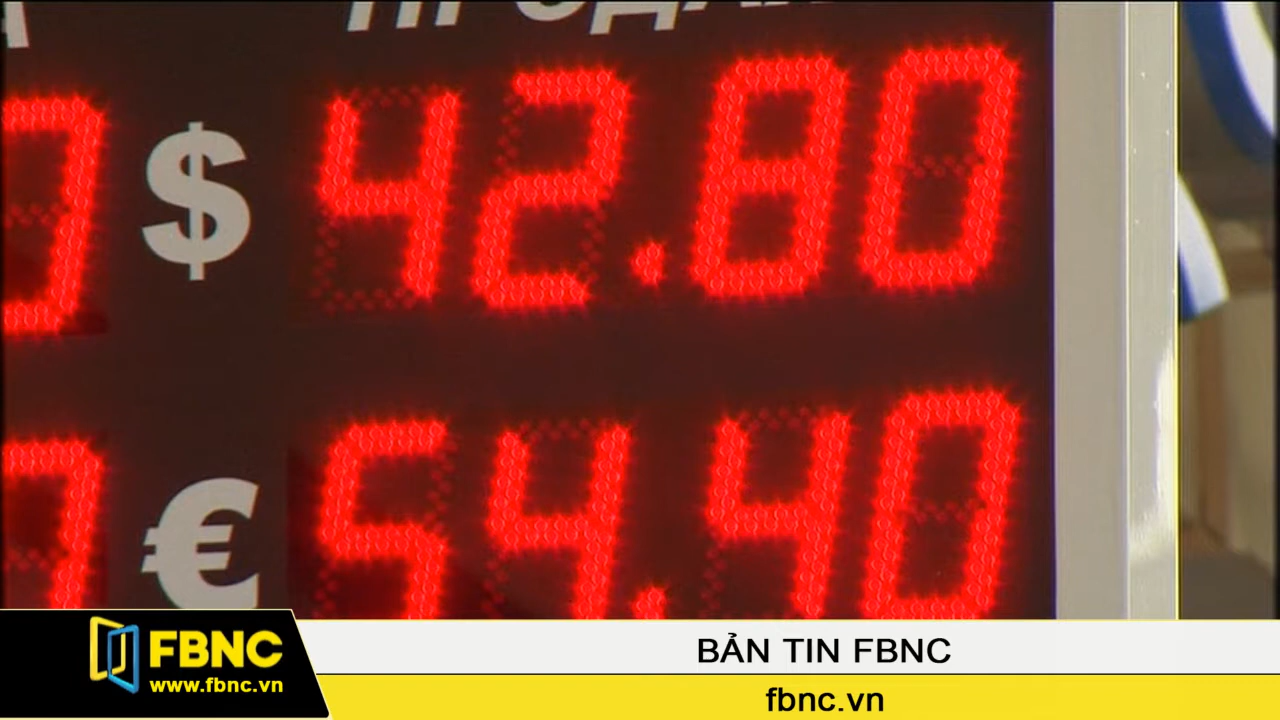 $ 42.80
€ 54.40
FBNC
www.fbnc.vn
BẢN TIN FBNC
fbnc.vn